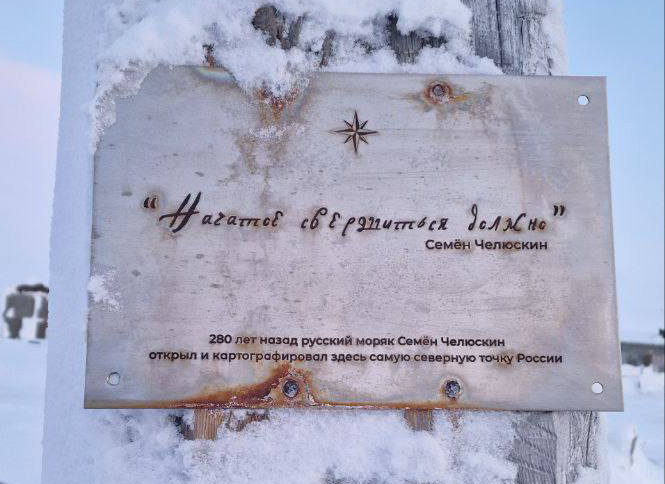 “Начатое свершиться должно”
Семён Челюскин
280 лет назад русский моряк Семён Челюскин
открыл и картографировал здесь самую северную точку России